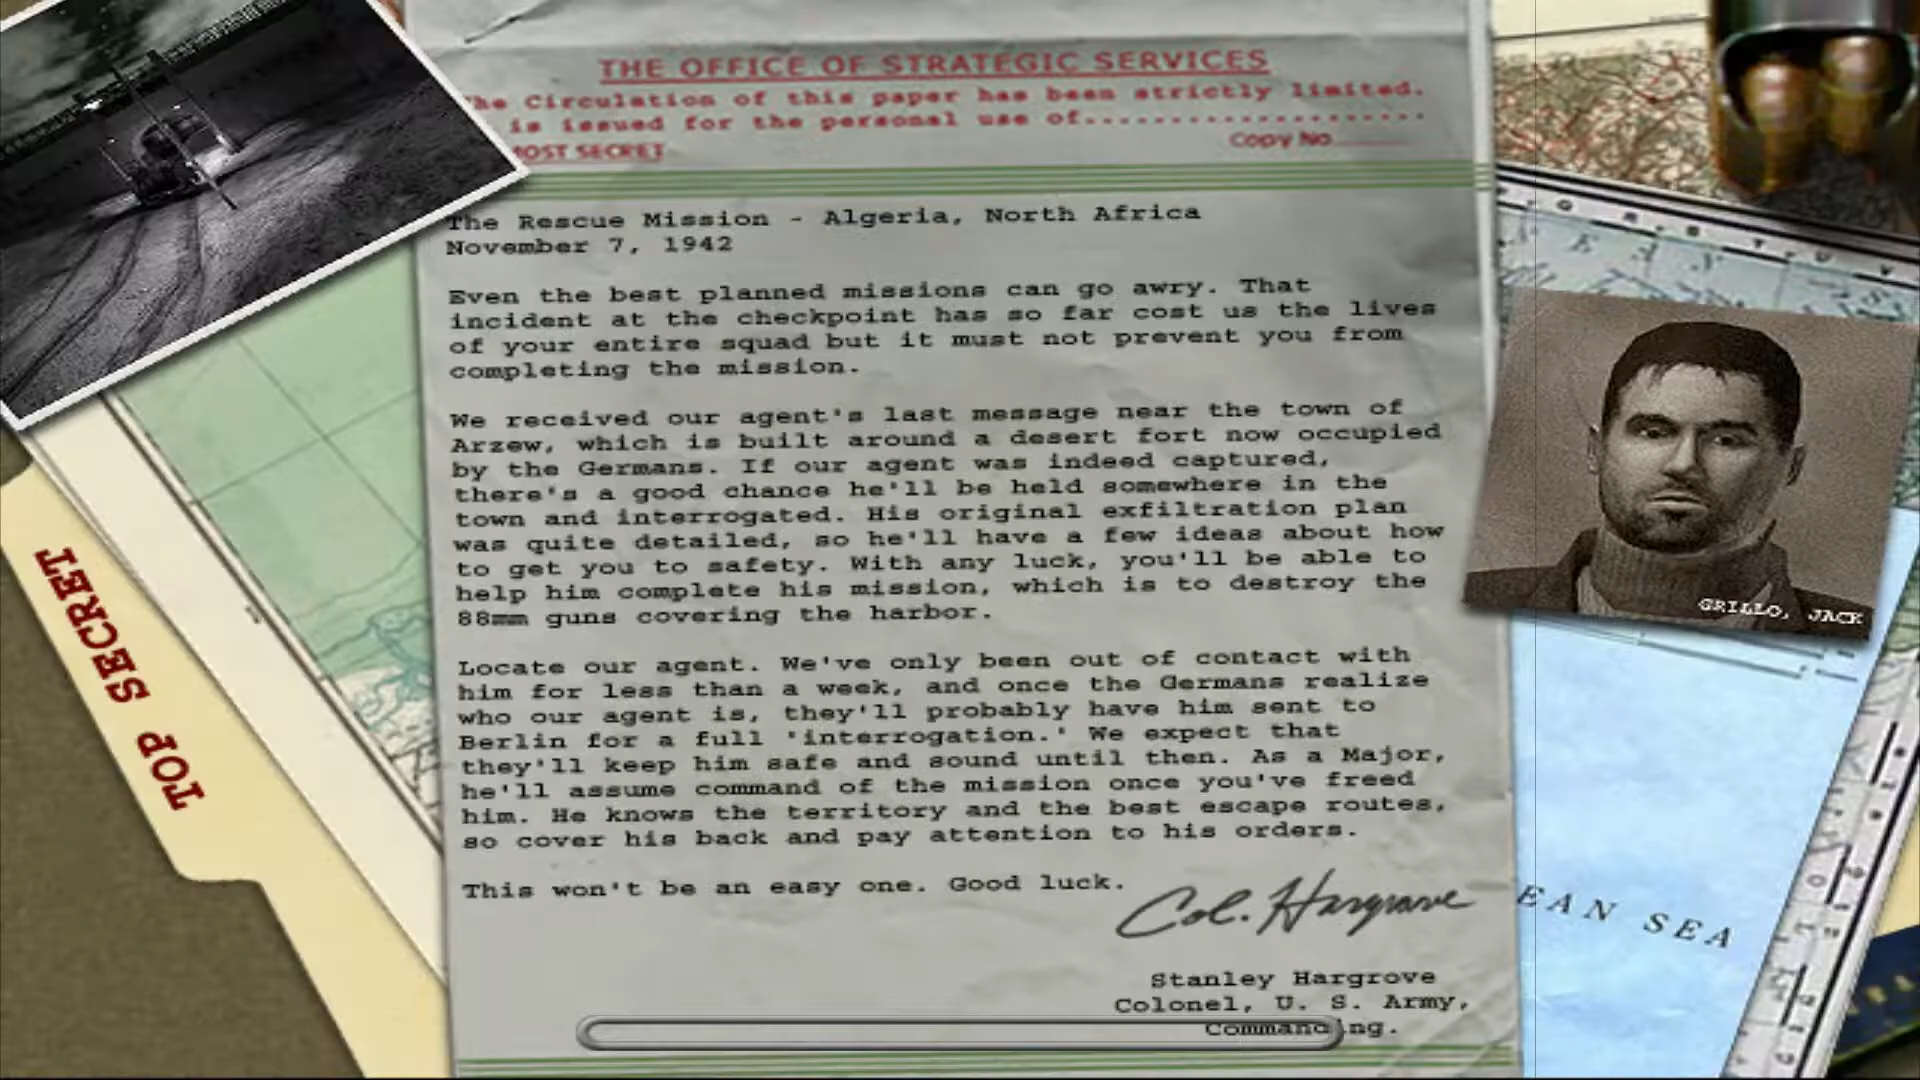 THE OFFICE OF STRATEGIC SERVICES
he Circulation of this paper has been strictly limited.
is issued for the personal use of....................
MOST SECRET
Copy No
The Rescue Mission - Algeria, North Africa
November 7, 1942
Even the best planned missions can go awry. That
incident at the checkpoint has so far cost us the lives
of your entire squad but it must not prevent you from
completing the mission.
We received our agent's last message near the town of
Arzew, which is built around a desert fort now occupied
by the Germans. If our agent was indeed captured,
there's a good chance he'll be held somewhere in the
town and interrogated. His original exfiltration plan
was quite detailed, so he'll have a few ideas about how
to get you to safety. With any luck, you'll be able to
help him complete his mission, which is to destroy the
88mm guns covering the harbor.
Locate our agent. We've only been out of contact with
him for less than a week, and once the Germans realize
who our agent is, they'll probably have him sent to
Berlin for a full 'interrogation.' We expect that
they'll keep him safe and sound until then. As a Major,
he'll assume command of the mission once you've freed
him. He knows the territory and the best escape routes,
so cover his back and pay attention to his orders.
This won't be an easy one. Good luck.
Col. Hargrove
Stanley Hargrove
Colonel, U. S. Army,
Commanding.
TOP SECRET
GRILLO, JACK
EAN SEA